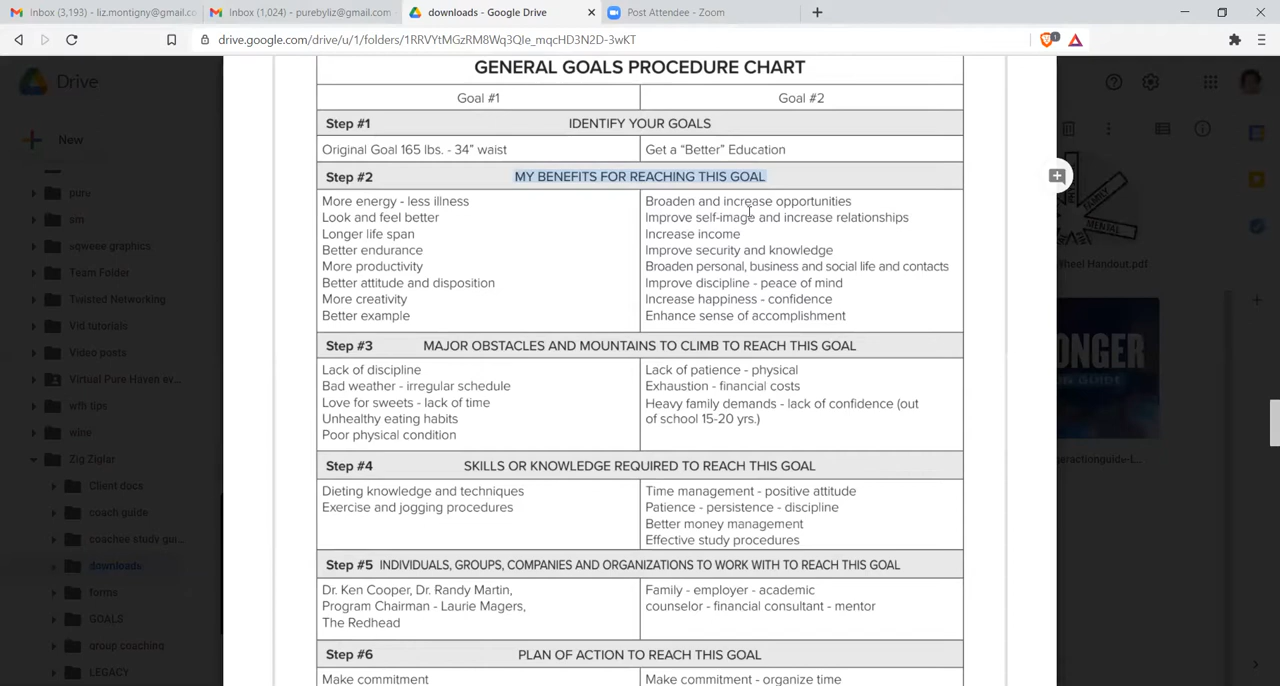 Inbox (3,193) - liz.montigny@gmail.co
Inbox (1,024) - purebyliz@gmail.com
downloads - Google Drive
Post Attendee - Zoom
drive.google.com/drive/u/1/folders/1RRVYtMGzRM8Wq3QIe_mqcHD3N2D-3wKT
1
Drive
New
puru
sm
sqweee graphics
Team Folder
Twisted Networking
Vid tutorials
Video posts
Virtual Pure Haven ev...
wfh tips
wine
Zig Ziglar
Client docs
coach guide
coachee study gui...
downloads
forms
GOALS
group coaching
LEGACY
GENERAL GOALS PROCEDURE CHART
Goal #1
Goal #2
Step #1 IDENTIFY YOUR GOALS
Original Goal 165 lbs. - 34” waist
Get a “Better” Education
Step #2 MY BENEFITS FOR REACHING THIS GOAL
More energy - less illness
Look and feel better
Longer life span
Better endurance
More productivity
Better attitude and disposition
More creativity
Better example
Broaden and increase opportunities
Improve self-image and increase relationships
Increase income
Improve security and knowledge
Broaden personal, business and social life and contacts
Improve discipline - peace of mind
Increase happiness - confidence
Enhance sense of accomplishment
Step #3 MAJOR OBSTACLES AND MOUNTAINS TO CLIMB TO REACH THIS GOAL
Lack of discipline
Bad weather - irregular schedule
Love for sweets - lack of time
Unhealthy eating habits
Poor physical condition
Lack of patience - physical
Exhaustion - financial costs
Heavy family demands - lack of confidence (out
of school 15-20 yrs.)
Step #4 SKILLS OR KNOWLEDGE REQUIRED TO REACH THIS GOAL
Dieting knowledge and techniques
Exercise and jogging procedures
Time management - positive attitude
Patience - persistence - discipline
Better money management
Effective study procedures
Step #5 INDIVIDUALS, GROUPS, COMPANIES AND ORGANIZATIONS TO WORK WITH TO REACH THIS GOAL
Dr. Ken Cooper, Dr. Randy Martin,
Program Chairman - Laurie Magers,
The Redhead
Family - employer - academic
counselor - financial consultant - mentor
Step #6 PLAN OF ACTION TO REACH THIS GOAL
Make commitment
Make commitment - organize time
FAMILY
MENTAL
heel Handout.pdf
ONGER
G GUIDE
eractionguide-L...